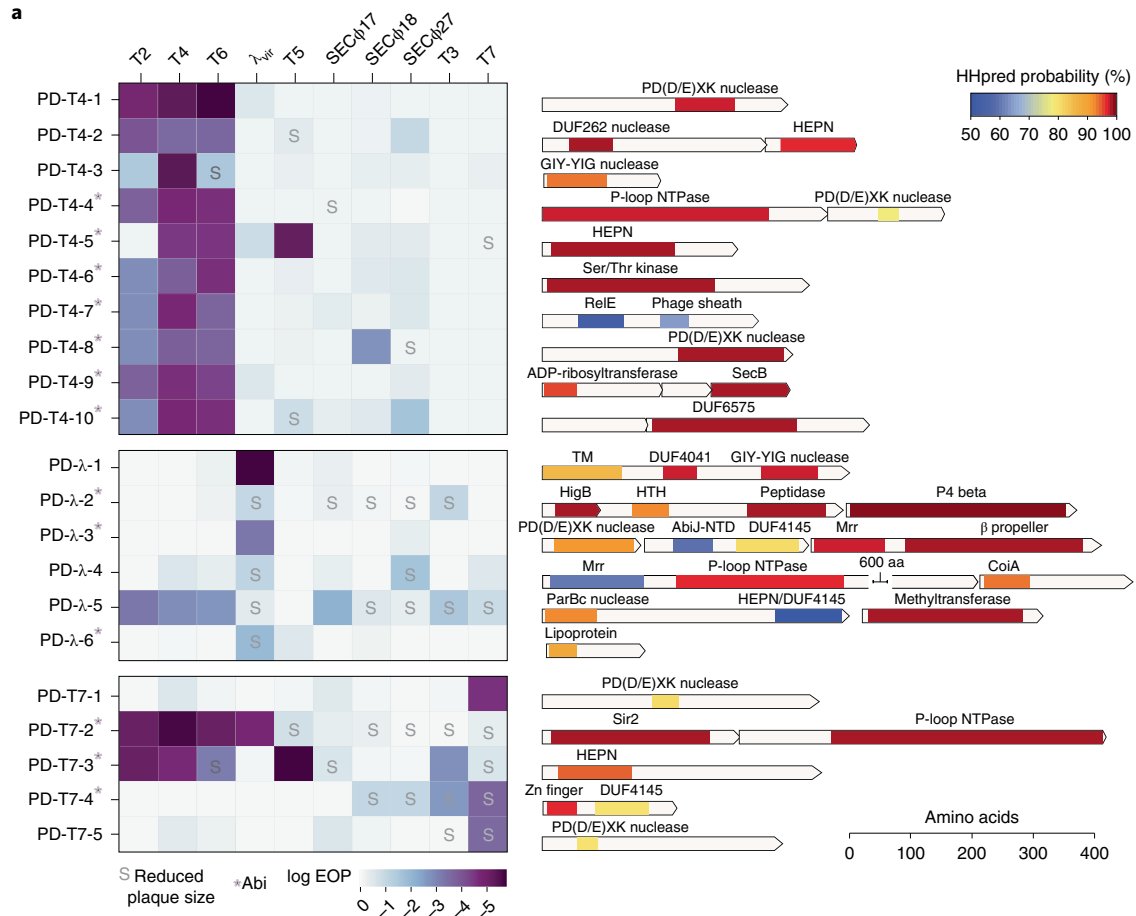 a
T2 T4 T6 λvir T5 SECϕ17 SECϕ18 SECϕ27 T3 T7
PD-T4-1
PD-T4-2 S
PD-T4-3 S
PD-T4-4* S
PD-T4-5* S
PD-T4-6*
PD-T4-7*
PD-T4-8* S
PD-T4-9*
PD-T4-10* S
PD-λ-1
PD-λ-2* S S S S S
PD-λ-3*
PD-λ-4 S S
PD-λ-5 S S S S S
PD-λ-6* S
PD-T7-1
PD-T7-2* S S S S S
PD-T7-3* S S S
PD-T7-4* S S S S
PD-T7-5 S S
S Reduced
plaque size
*Abi
log EOP
0 –1 –2 –3 –4 –5
HHpred probability (%)
50 60 70 80 90 100
PD(D/E)XK nuclease
DUF262 nuclease HEPN
GIY-YIG nuclease
P-loop NTPase PD(D/E)XK nuclease
HEPN
Ser/Thr kinase
RelE Phage sheath
PD(D/E)XK nuclease
ADP-ribosyltransferase SecB
DUF6575
TM DUF4041 GIY-YIG nuclease
HigB HTH Peptidase P4 beta
PD(D/E)XK nuclease AbiJ-NTD DUF4145 Mrr β propeller
Mrr P-loop NTPase 600 aa CoiA
ParBc nuclease HEPN/DUF4145 Methyltransferase
Lipoprotein
PD(D/E)XK nuclease
Sir2 P-loop NTPase
HEPN
Zn finger DUF4145
PD(D/E)XK nuclease
Amino acids
0 100 200 300 400